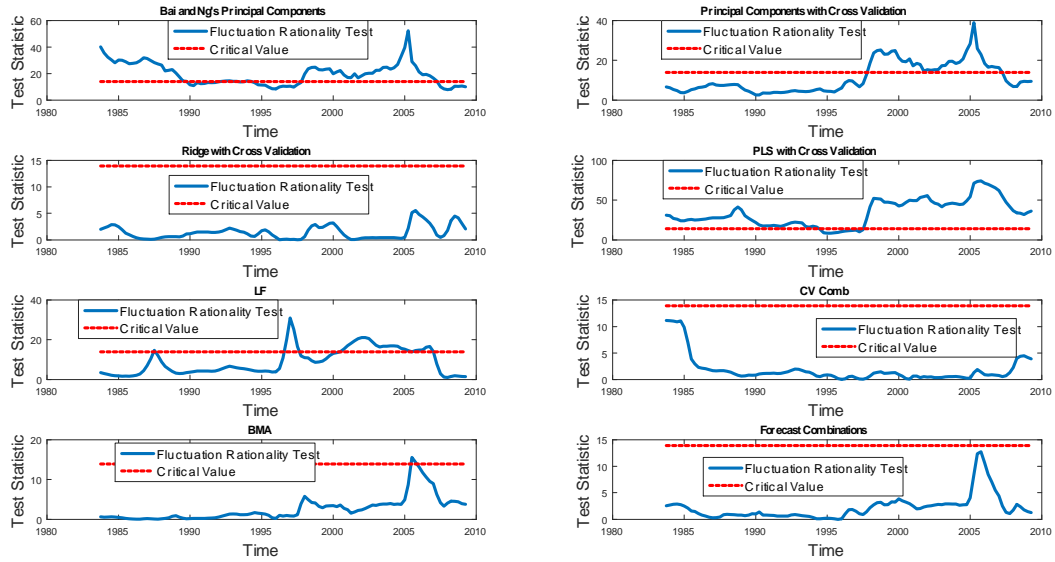 Bai and Ng's Principal Components
60
40
20
0
Test Statistic
Fluctuation Rationality Test
Critical Value
1980 1985 1990 1995 2000 2005 2010
Time
Principal Components with Cross Validation
40
20
0
Test Statistic
Fluctuation Rationality Test
Critical Value
1980 1985 1990 1995 2000 2005 2010
Time
Ridge with Cross Validation
15
10
5
0
Test Statistic
Fluctuation Rationality Test
Critical Value
1980 1985 1990 1995 2000 2005 2010
Time
PLS with Cross Validation
100
50
0
Test Statistic
Fluctuation Rationality Test
Critical Value
1980 1985 1990 1995 2000 2005 2010
Time
LF
40
20
0
Test Statistic
Fluctuation Rationality Test
Critical Value
1980 1985 1990 1995 2000 2005 2010
Time
CV Comb
15
10
5
0
Test Statistic
Fluctuation Rationality Test
Critical Value
1980 1985 1990 1995 2000 2005 2010
Time
BMA
20
10
0
Test Statistic
Fluctuation Rationality Test
Critical Value
1980 1985 1990 1995 2000 2005 2010
Time
Forecast Combinations
15
10
5
0
Test Statistic
Fluctuation Rationality Test
Critical Value
1980 1985 1990 1995 2000 2005 2010
Time